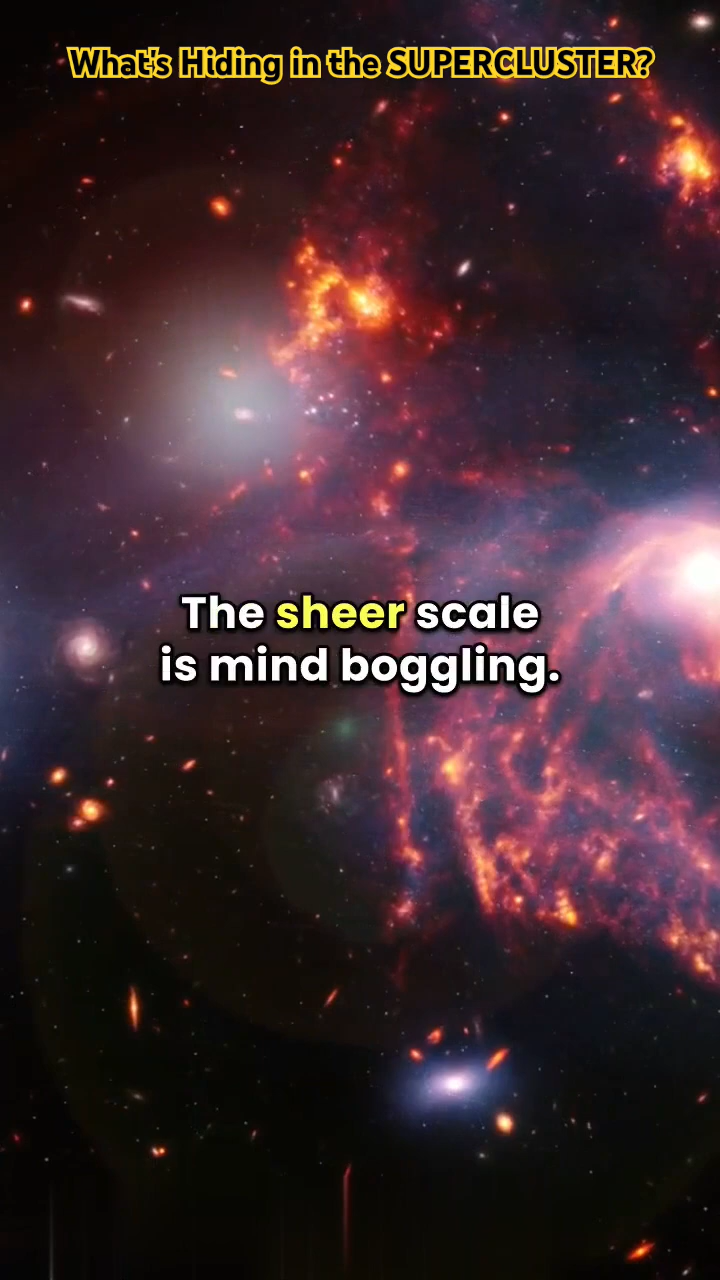 What's Hiding in the SUPERCLUSTER?
The sheer scale
is mind boggling.